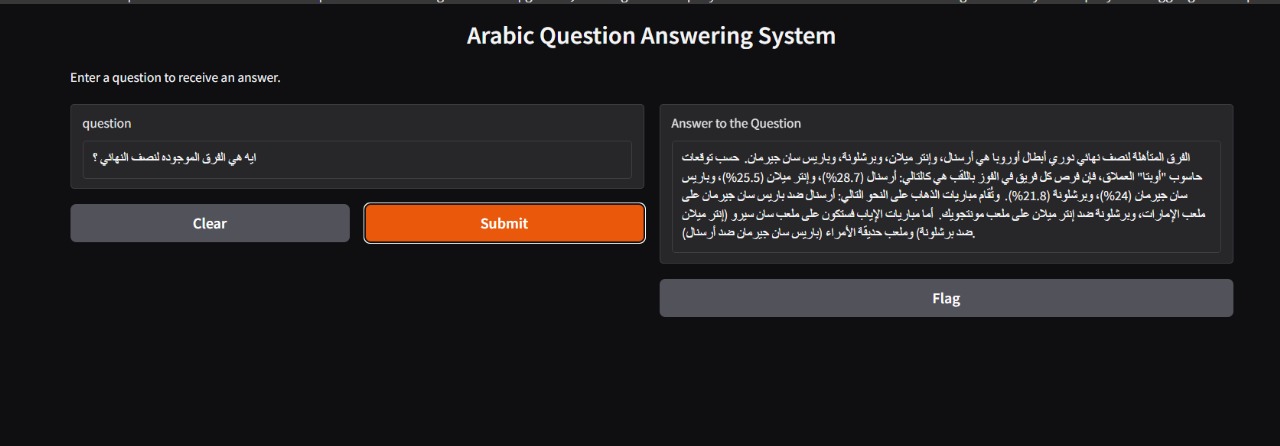 Arabic Question Answering System
Enter a question to receive an answer.
question
ايه هي الفرق الموجوده لنصف النهائي ؟
Clear
Submit
Answer to the Question
الفرق المتأهلة لنصف نهائي دوري أبطال أوروبا هي أرسنال، وإنتر ميلان، وبرشلونة، وباريس سان جيرمان. حسب توقعات
حاسوب "أوبتا" العملاق، فإن فرص كل فريق في الفوز باللقب هي كالتالي: أرسنال (28.7%)، وإنتر ميلان (25.5%)، وباريس
سان جيرمان (24%)، وبرشلونة (21.8%). وتُقام مباريات الذهاب على النحو التالي: أرسنال ضد باريس سان جيرمان على
ملعب الإمارات، وبرشلونة ضد إنتر ميلان على ملعب مونتجويك. أما مباريات الإياب فستكون على ملعب سان سيرو (إنتر ميلان
ضد برشلونة) وملعب حديقة الأمراء (باريس سان جيرمان ضد أرسنال).
Flag